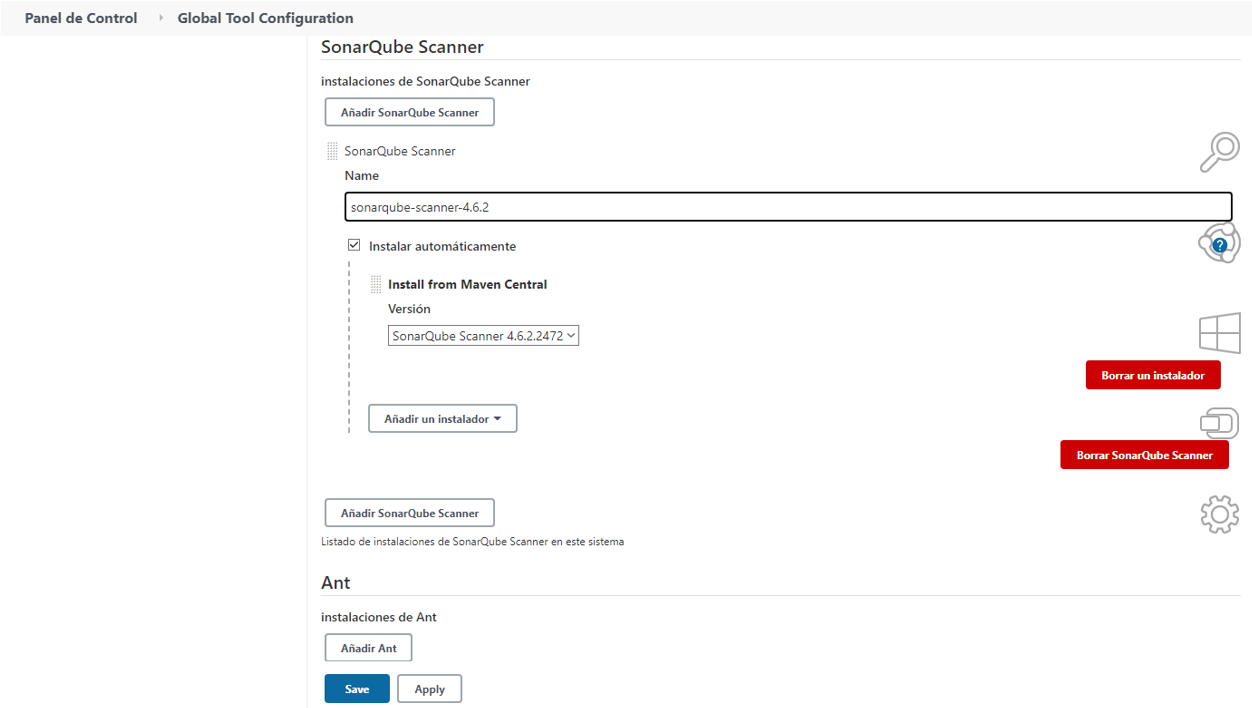 Panel de Control Global Tool Configuration
SonarQube Scanner
instalaciones de SonarQube Scanner
Añadir SonarQube Scanner
SonarQube Scanner
Name
sonarqube-scanner-4.6.2
Instalar automáticamente
?
Install from Maven Central
Versión
SonarQube Scanner 4.6.2.2472
Borrar un instalador
Añadir un instalador
Borrar SonarQube Scanner
Añadir SonarQube Scanner
Listado de instalaciones de SonarQube Scanner en este sistema
Ant
instalaciones de Ant
Añadir Ant
Save Apply